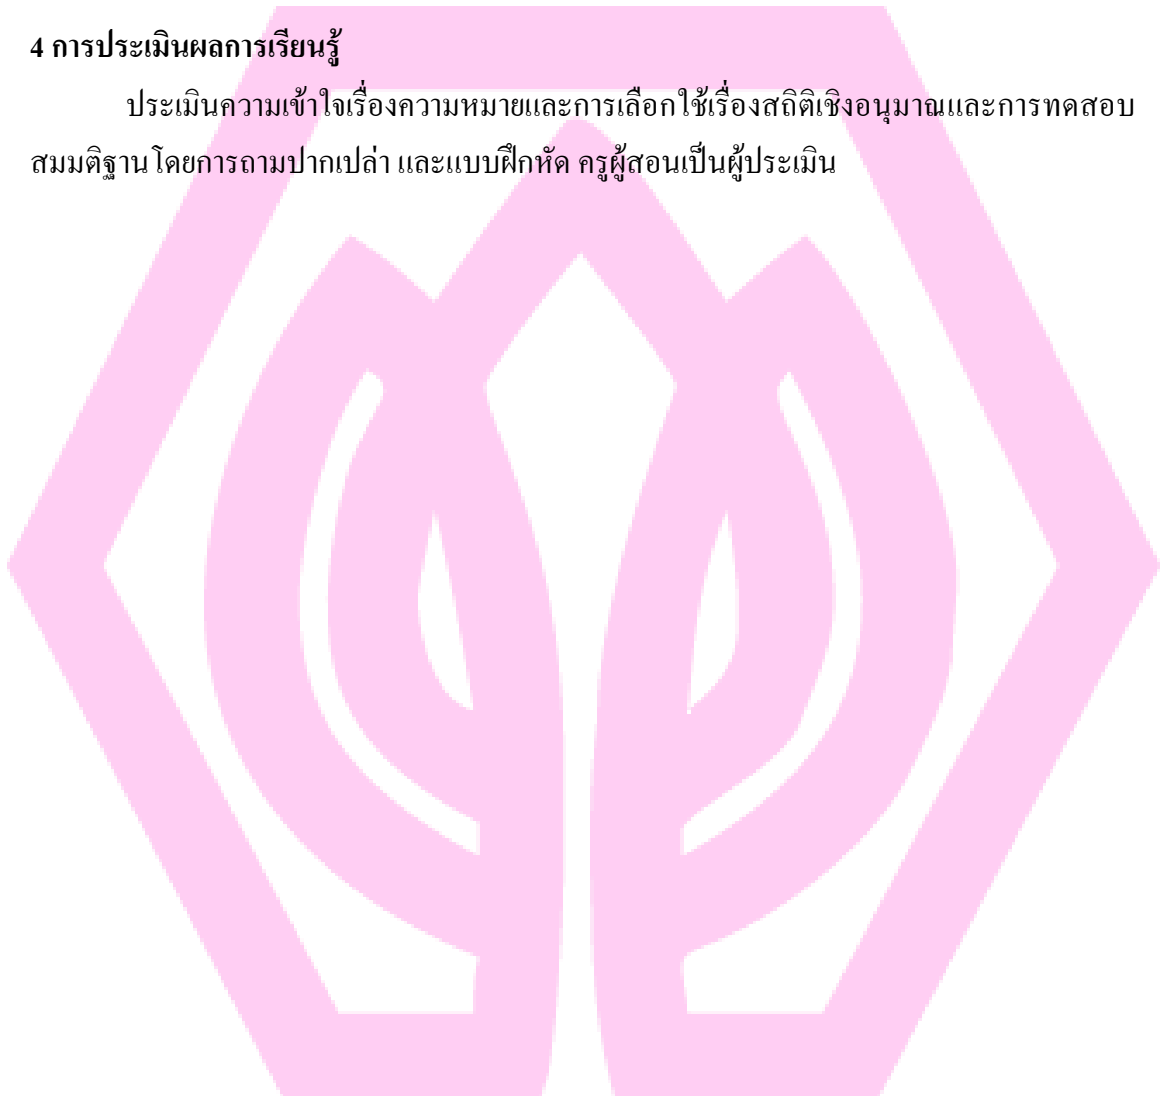 4 การประเมินผลการเรียนรู้
ประเมินความเข้าใจเรื่องความหมายและการเลือกใช้เรื่องสถิติเชิงอนุมาณและการทดสอบ
สมมติฐาน โดยการถามปากเปล่า และแบบฝึกหัด ครูผู้สอนเป็นผู้ประเมิน